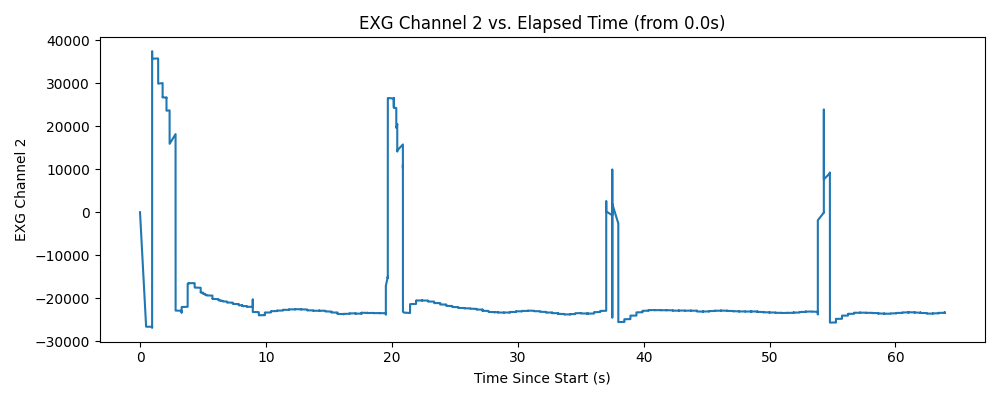 EXG Channel 2 vs. Elapsed Time (from 0.0s)
40000
30000
20000
10000
0
−10000
−20000
−30000
EXG Channel 2
0 10 20 30 40 50 60
Time Since Start (s)